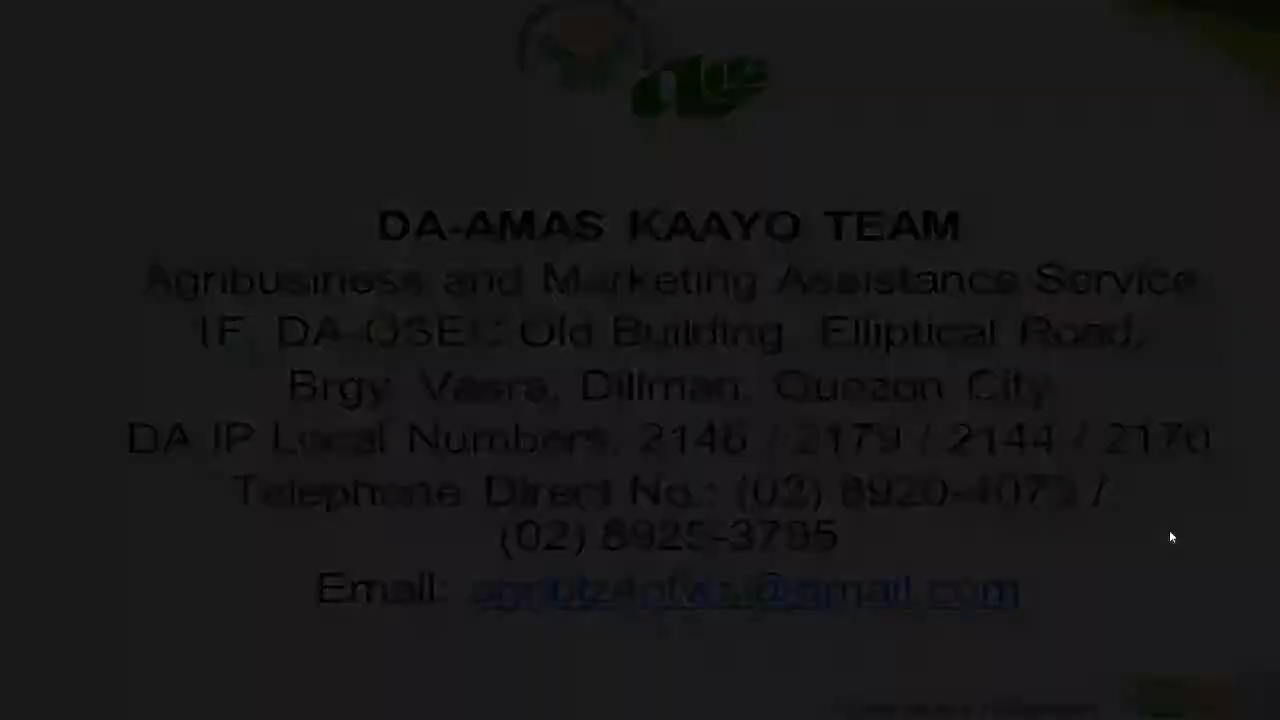 DA-AMAS KAAYO TEAM
Agribusiness and Marketing Assistance Service
1F, DA-OSEC Old Building, Elliptical Road,
Brgy. Vasra, Diliman, Quezon City
DA IP Local Numbers: 2146 / 2179 / 2144 / 2170
Telephone Direct No.: (02) 8920-4073 /
(02) 8925-3795
Email: